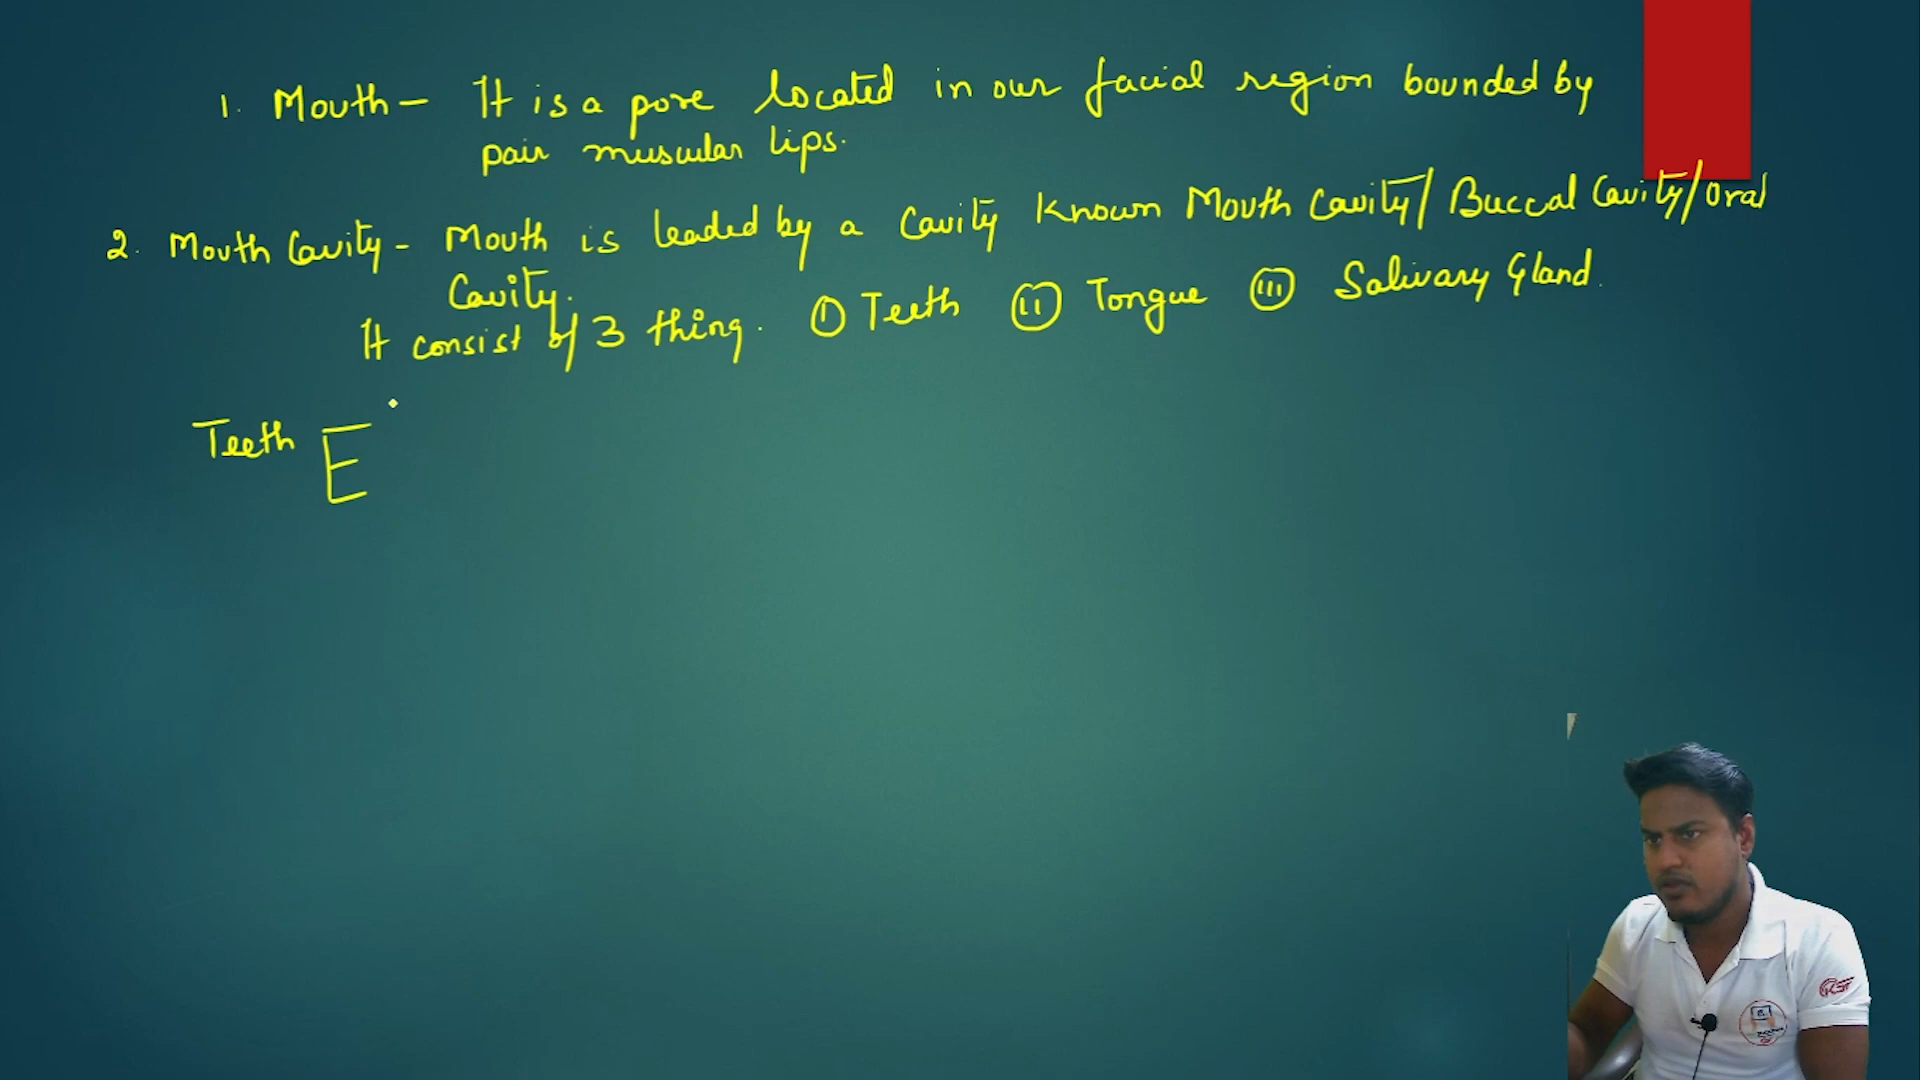 1. Mouth - It is a pore located in our facial region bounded by
pair muscular lips.
2. Mouth Cavity - Mouth is leaded by a cavity known Mouth Cavity/ Buccal Cavity/Oral
Cavity.
It consist of 3 thing. (i) Teeth (ii) Tongue (iii) Salivary Gland.
Teeth E